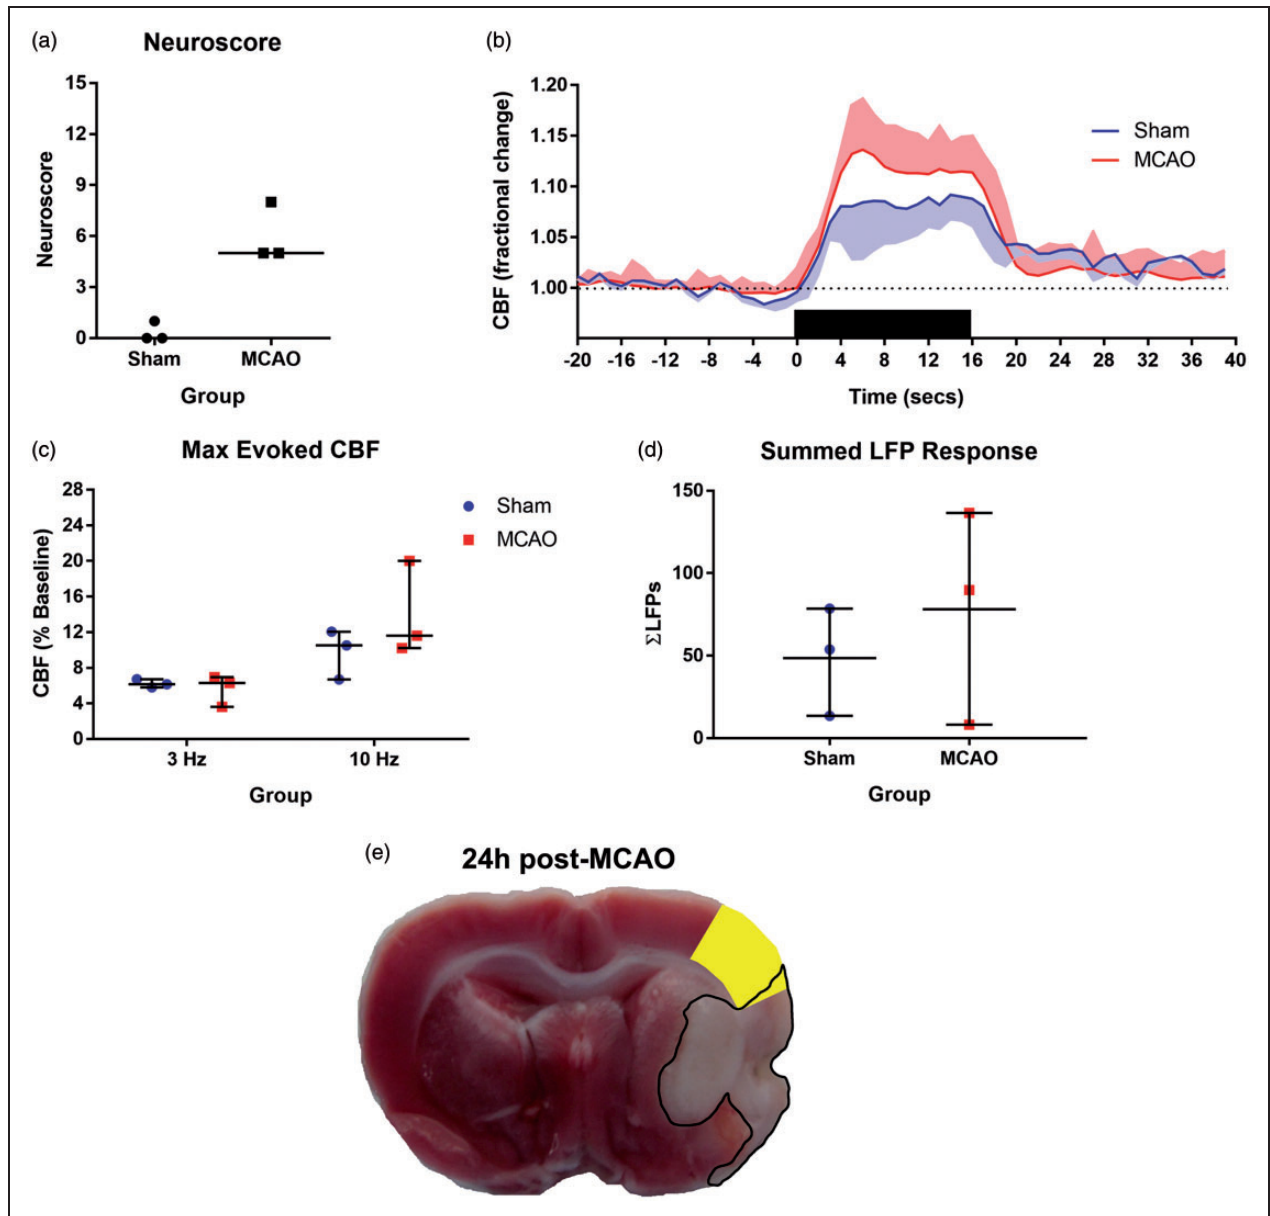 (a)
Neuroscore
15
12
9
6
3
0
Neuroscore
Sham MCAO
Group
(b)
1.20
1.15
1.10
1.05
1.00
CBF (fractional change)
Sham
MCAO
-20 -16 -12 -8 -4 0 4 8 12 16 20 24 28 32 36 40
Time (secs)
(c)
Max Evoked CBF
28
24
20
16
12
8
4
0
CBF (% Baseline)
Sham
MCAO
3 Hz 10 Hz
Group
(d)
Summed LFP Response
150
100
50
0
ΣLFPs
Sham MCAO
Group
(e)
24h post-MCAO